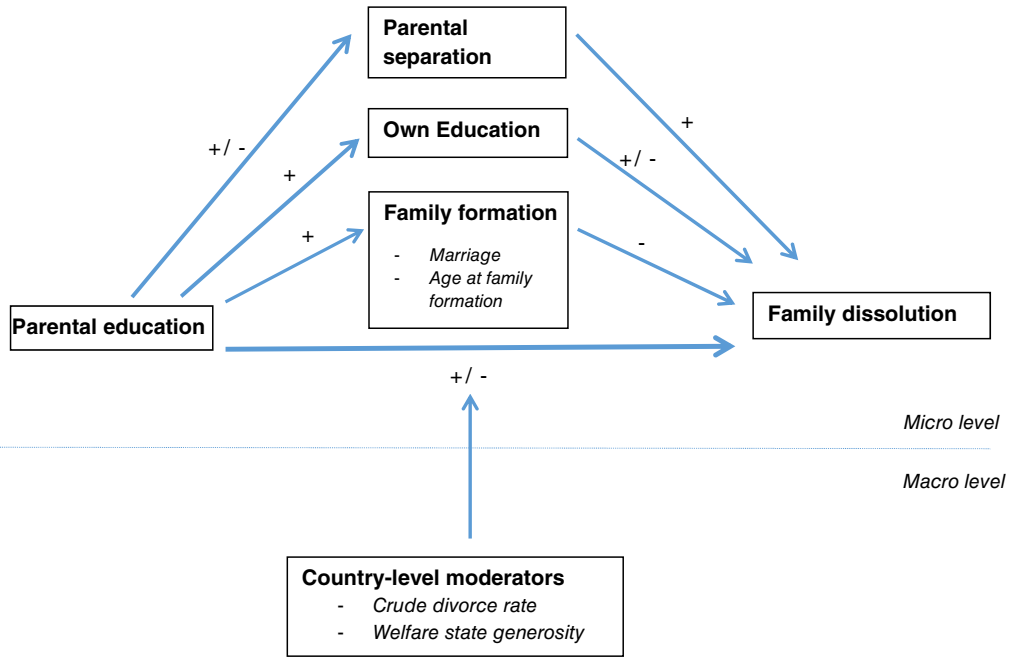 Parental
separation
+/ -
+
Own Education
+
+/ -
Family formation
- Marriage
- Age at family
formation
+
-
Parental education
Family dissolution
+/ -
Micro level
Macro level
Country-level moderators
- Crude divorce rate
- Welfare state generosity